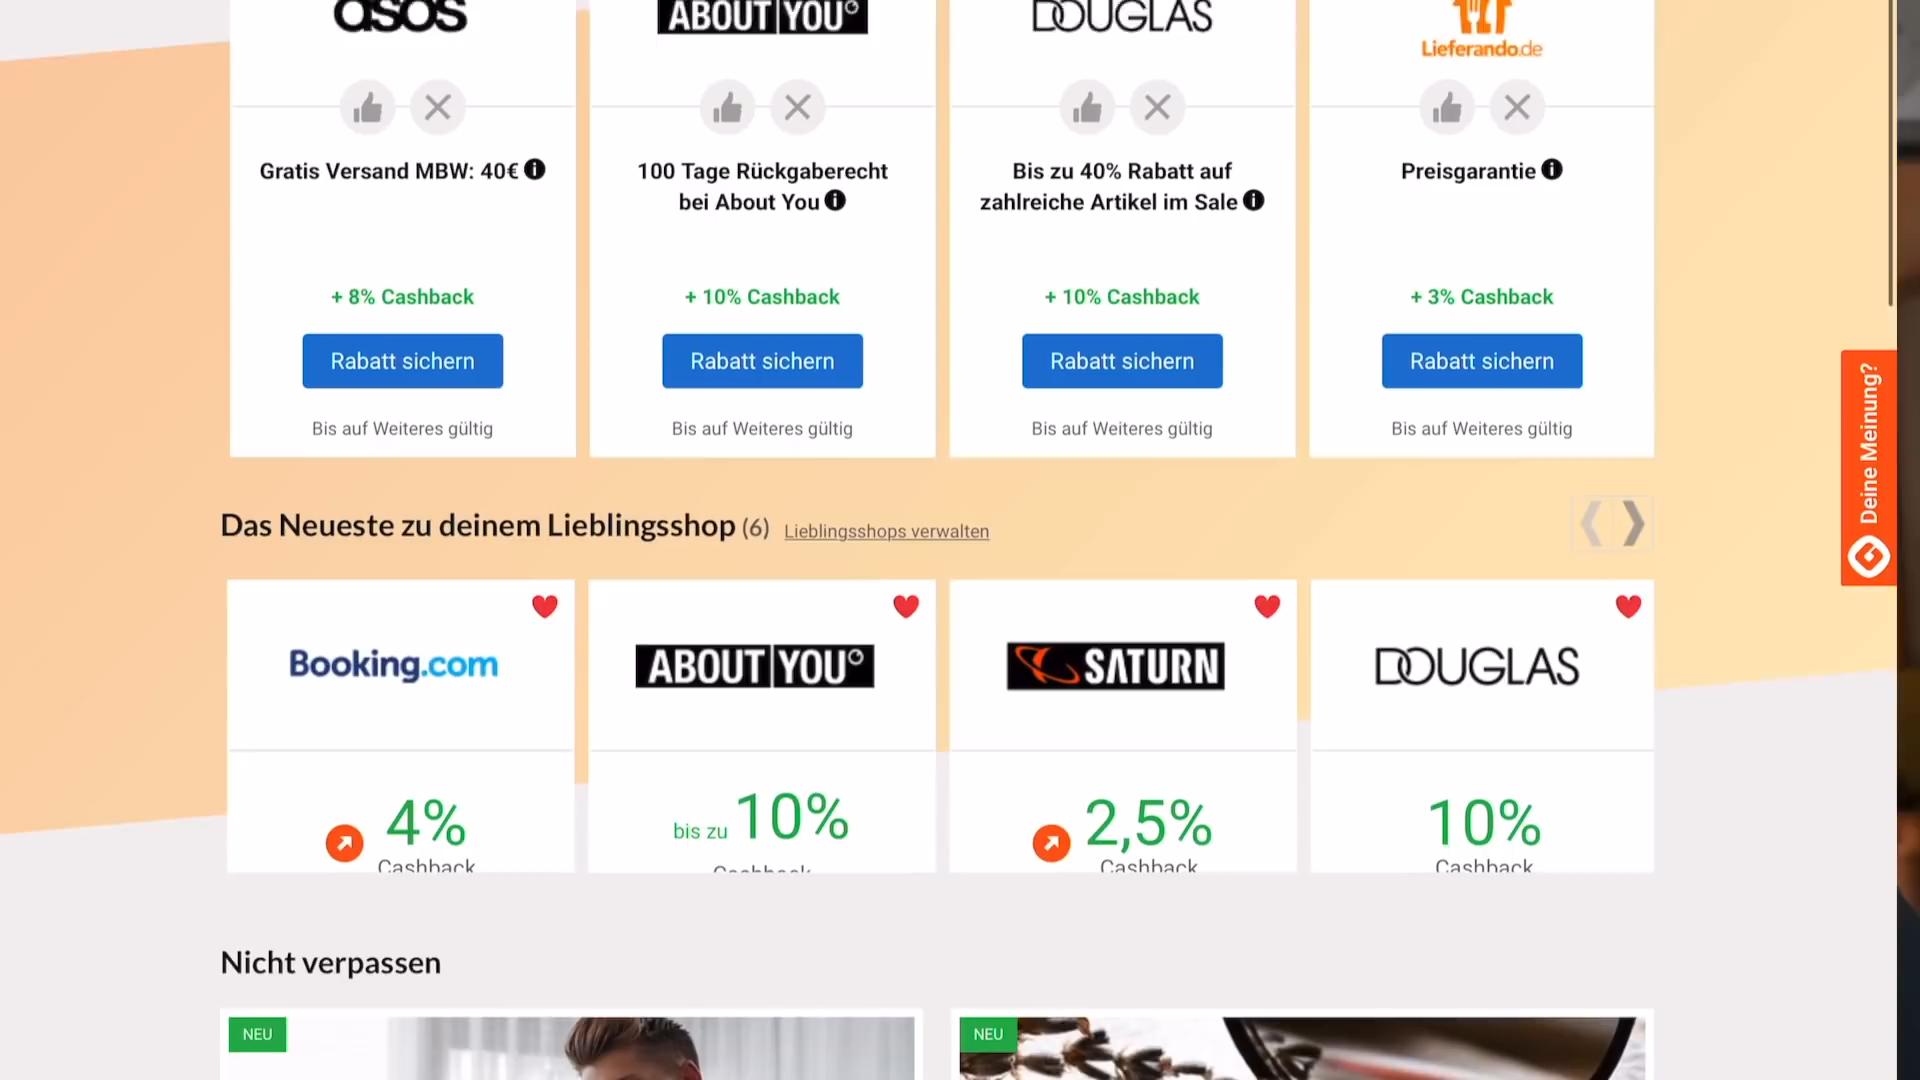 asos
ABOUT YOU
DOUGLAS
Lieferando.de
Gratis Versand MBW: 40€
100 Tage Rückgaberecht
bei About You
Bis zu 40% Rabatt auf
zahlreiche Artikel im Sale
Preisgarantie
+ 8% Cashback
+ 10% Cashback
+ 10% Cashback
+ 3% Cashback
Rabatt sichern
Rabatt sichern
Rabatt sichern
Rabatt sichern
Bis auf Weiteres gültig
Bis auf Weiteres gültig
Bis auf Weiteres gültig
Bis auf Weiteres gültig
Deine Meinung?
Das Neueste zu deinem Lieblingsshop (6) Lieblingsshops verwalten
Booking.com
ABOUT YOU
SATURN
DOUGLAS
4%
Cashback
bis zu 10%
Cashback
2,5%
Cashback
10%
Cashback
Nicht verpassen
NEU
NEU